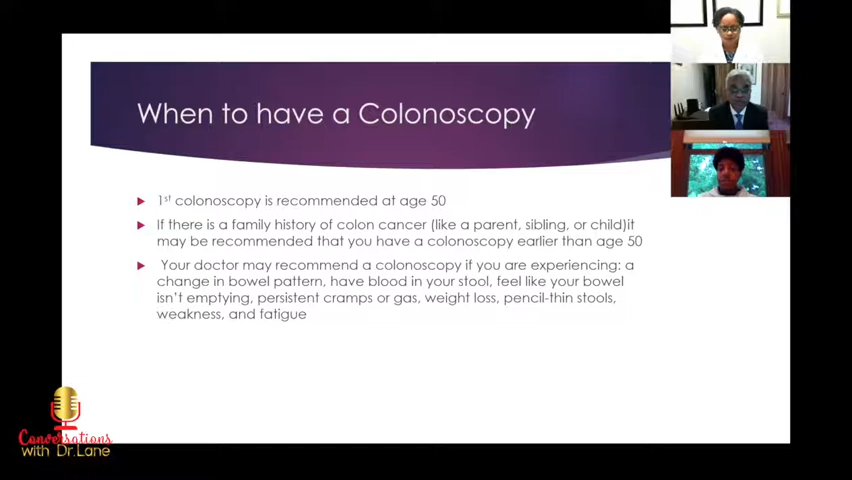 When to have a Colonoscopy
1st colonoscopy is recommended at age 50
If there is a family history of colon cancer (like a parent, sibling, or child)it
may be recommended that you have a colonoscopy earlier than age 50
Your doctor may recommend a colonoscopy if you are experiencing: a
change in bowel pattern, have blood in your stool, feel like your bowel
isn't emptying, persistent cramps or gas, weight loss, pencil-thin stools,
weakness, and fatigue
Conversations
with Dr.Lane